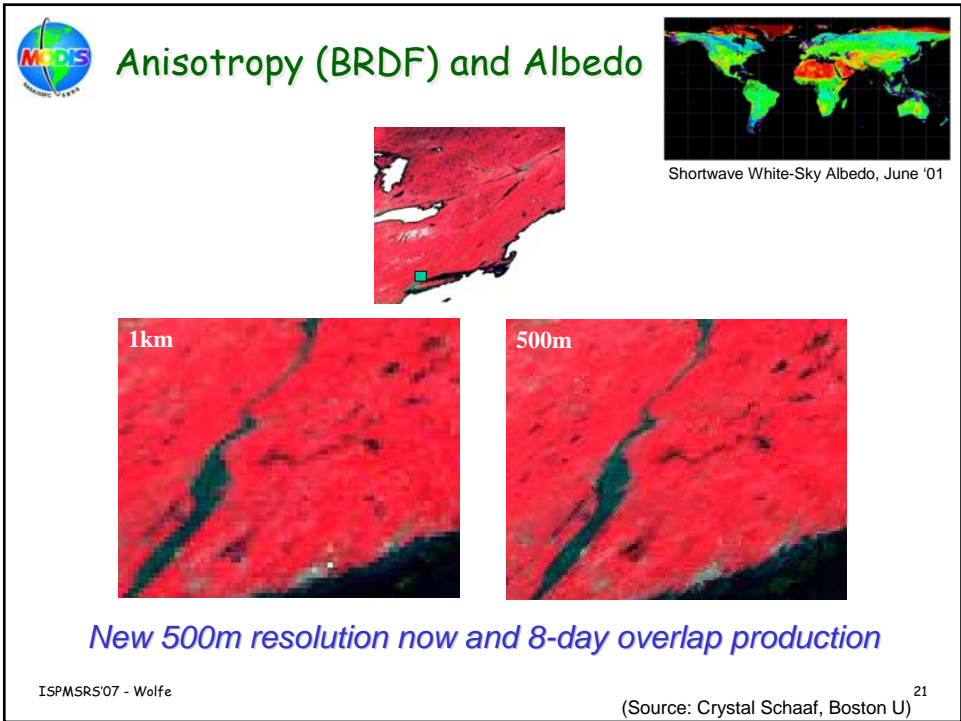 MODIS
Anisotropy (BRDF) and Albedo
Shortwave White-Sky Albedo, June ‘01
1km
500m
New 500m resolution now and 8-day overlap production
ISPMSRS’07 - Wolfe
21
(Source: Crystal Schaaf, Boston U)